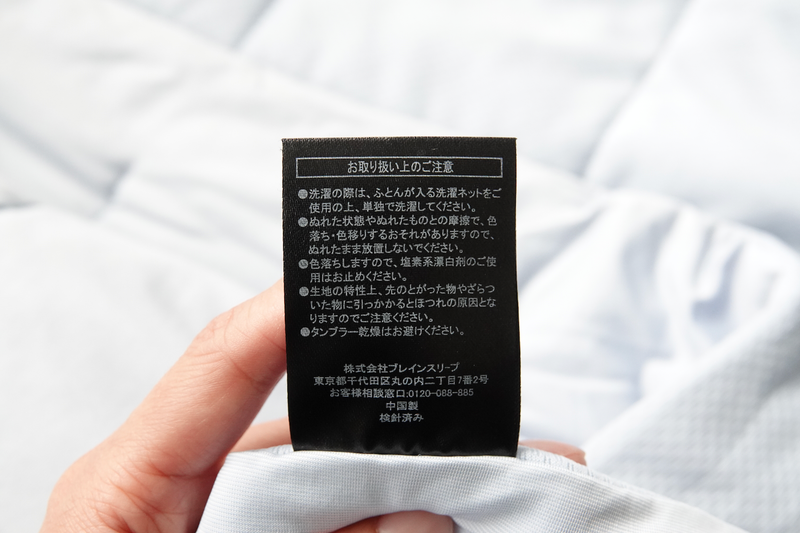 お取り扱い上のご注意
●洗濯の際は、ふとんが入る洗濯ネットをご
使用の上、単独で洗濯してください。
●ぬれた状態やぬれたものとの摩擦で、色
落ち・色移りするおそれがありますので、
ぬれたまま放置しないでください。
●色落ちしますので、塩素系漂白剤のご使
用はお止めください。
●生地の特性上、先のとがった物やざらつ
いた物に引っかかるとほつれの原因とな
りますのでご注意ください。
●タンブラー乾燥はお避けください。
株式会社ブレインスリープ
東京都千代田区丸の内二丁目7番2号
お客様相談窓口:0120-088-885
中国製
検針済み